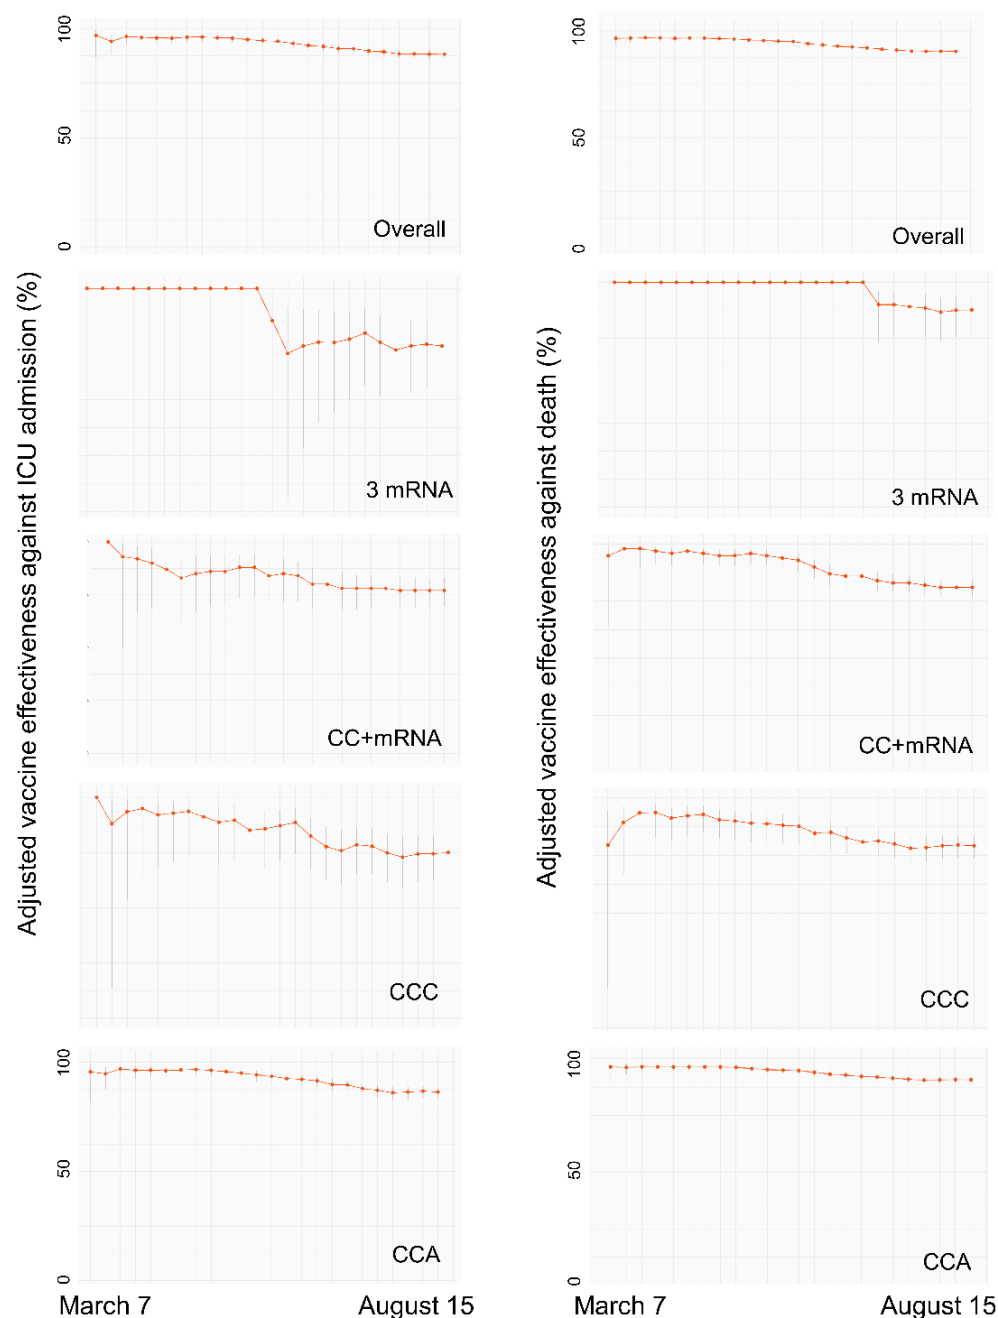 Adjusted vaccine effectiveness against ICU admission (%)
100
50
0
Overall
3 mRNA
CC+mRNA
CCC
100
50
0
CCA
March 7 August 15
Adjusted vaccine effectiveness against death (%)
100
50
0
Overall
3 mRNA
CC+mRNA
CCC
100
50
0
CCA
March 7 August 15